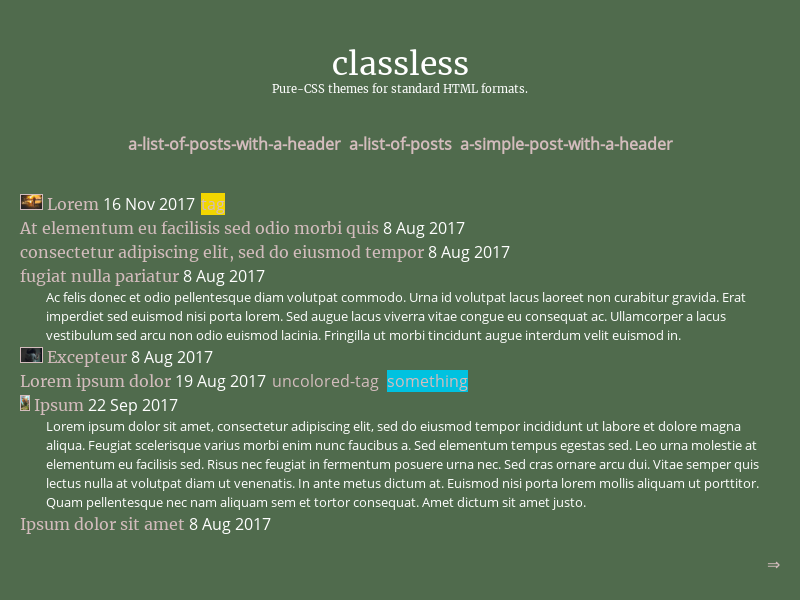 classless
Pure-CSS themes for standard HTML formats.
a-list-of-posts-with-a-header a-list-of-posts a-simple-post-with-a-header
Lorem 16 Nov 2017
At elementum eu facilisis sed odio morbi quis 8 Aug 2017
consectetur adipiscing elit, sed do eiusmod tempor 8 Aug 2017
fugiat nulla pariatur 8 Aug 2017
Ac felis donec et odio pellentesque diam volutpat commodo. Urna id volutpat lacus laoreet non curabitur gravida. Erat
imperdiet sed euismod nisi porta lorem. Sed augue lacus viverra vitae congue eu consequat ac. Ullamcorper a lacus
vestibulum sed arcu non odio euismod lacinia. Fringilla ut morbi tincidunt augue interdum velit euismod in.
Excepteur 8 Aug 2017
Lorem ipsum dolor 19 Aug 2017 uncolored-tag something
Ipsum 22 Sep 2017
Lorem ipsum dolor sit amet, consectetur adipiscing elit, sed do eiusmod tempor incididunt ut labore et dolore magna
aliqua. Feugiat scelerisque varius morbi enim nunc faucibus a. Sed elementum tempus egestas sed. Leo urna molestie at
elementum eu facilisis sed. Risus nec feugiat in fermentum posuere urna nec. Sed cras ornare arcu dui. Vitae semper quis
lectus nulla at volutpat diam ut venenatis. In ante metus dictum at. Euismod nisi porta lorem mollis aliquam ut porttitor.
Quam pellentesque nec nam aliquam sem et tortor consequat. Amet dictum sit amet justo.
Ipsum dolor sit amet 8 Aug 2017
⇒